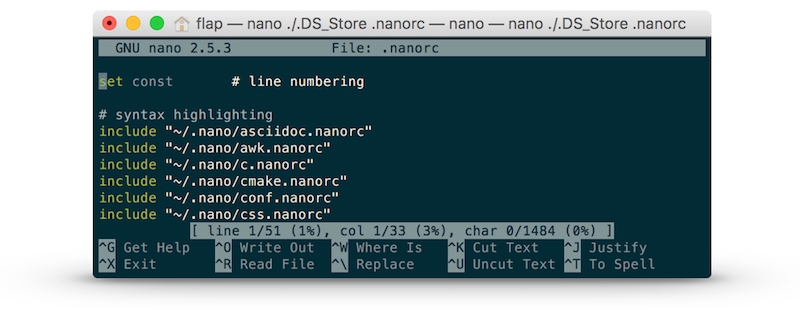 flap — nano ./.DS_Store .nanorc — nano — nano ./.DS_Store .nanorc
GNU nano 2.5.3 File: .nanorc
set const # line numbering
# syntax highlighting
include "~/.nano/asciidoc.nanorc"
include "~/.nano/awk.nanorc"
include "~/.nano/c.nanorc"
include "~/.nano/cmake.nanorc"
include "~/.nano/conf.nanorc"
include "~/.nano/css.nanorc"
[ line 1/51 (1%), col 1/33 (3%), char 0/1484 (0%) ]
^G Get Help ^O Write Out ^W Where Is ^K Cut Text ^J Justify
^X Exit ^R Read File ^\ Replace ^U Uncut Text ^T To Spell